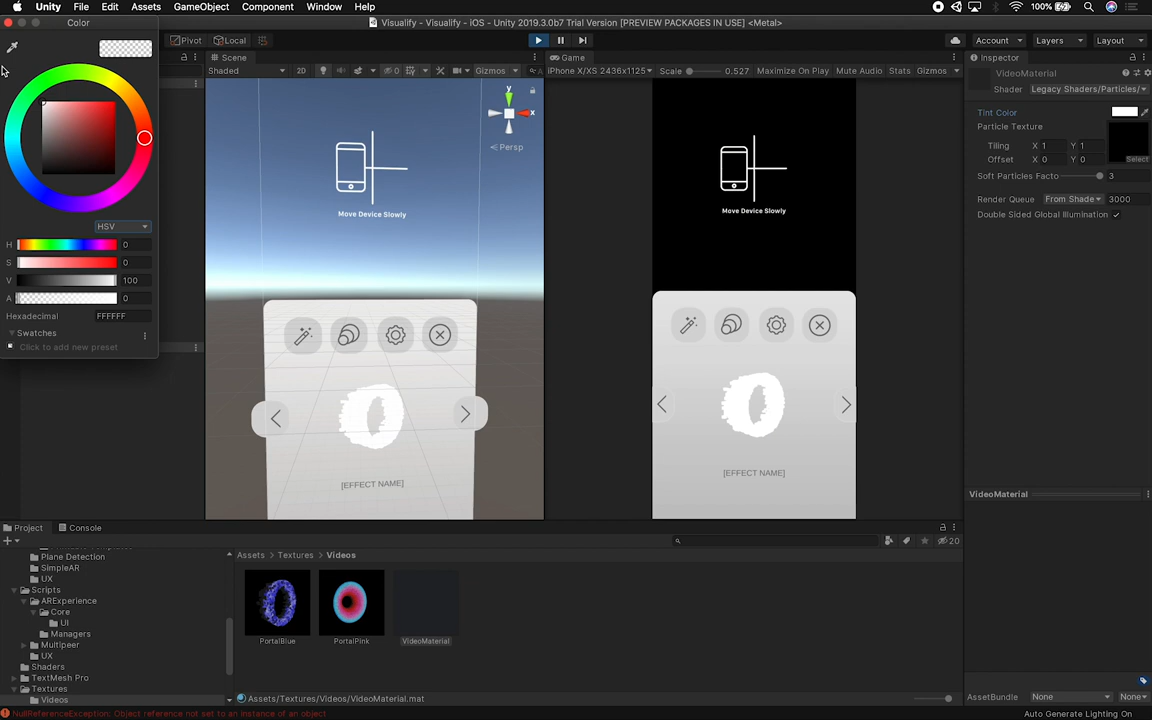 Unity File Edit Assets GameObject Component Window Help 100%
Visualify - Visualify - iOS - Unity 2019.3.0b7 Trial Version [PREVIEW PACKAGES IN USE] <Metal>
Color
Pivot Local Account Layers Layout
Scene
Shaded 2D 0 Gizmos
Game
iPhone X/XS 2436x1125 Scale 0.527 Maximize On Play Mute Audio Stats Gizmos
Inspector
VideoMaterial
Shader Legacy Shaders/Particles/
Tint Color
Particle Texture
Tiling X 1 Y 1
Offset X 0 Y 0
Select
Soft Particles Facto 3
Render Queue From Shade 3000
Double Sided Global Illumination
HSV
H 0
S 0
V 100
A 0
Hexadecimal FFFFFF
Swatches
Click to add new preset
y
x
Persp
Move Device Slowly
[EFFECT NAME]
Move Device Slowly
[EFFECT NAME]
VideoMaterial
Project Console
20
Plane Detection
SimpleAR
UX
Scripts
ARExperience
Core
UI
Managers
Multipeer
UX
Shaders
TextMesh Pro
Textures
Videos
Assets > Textures > Videos
PortalBlue PortalPink VideoMaterial
Assets/Textures/Videos/VideoMaterial.mat
AssetBundle None None
NullReferenceException: Object reference not set to an instance of an object
Auto Generate Lighting On